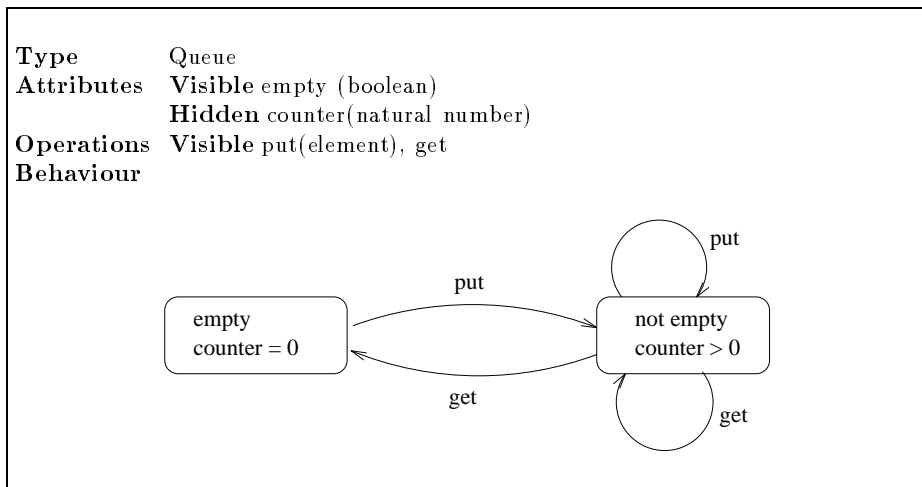 Type Queue
Attributes Visible empty (boolean)
Hidden counter(natural number)
Operations Visible put(element), get
Behaviour
put
put
empty
counter = 0
not empty
counter > 0
get
get